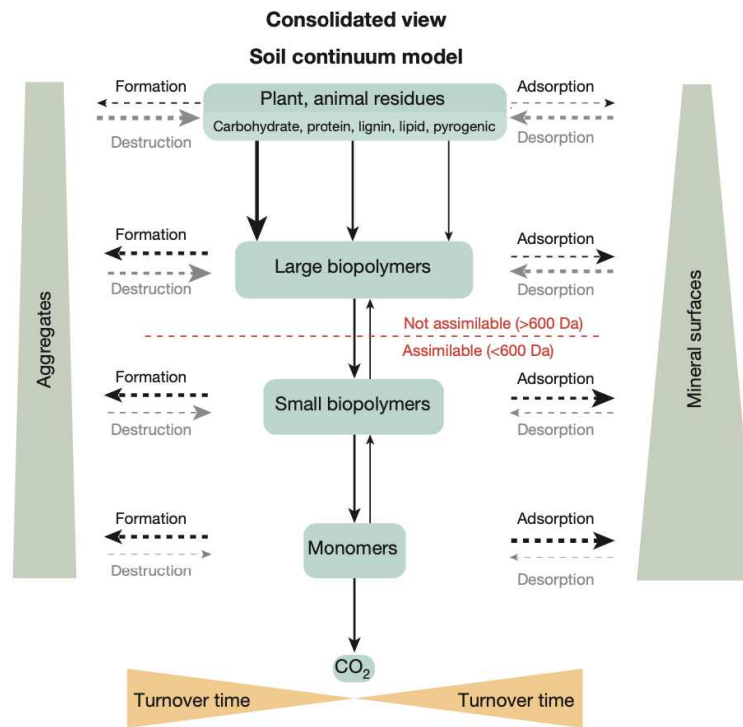 Consolidated view
Soil continuum model
Formation
Plant, animal residues
Adsorption
Destruction
Carbohydrate, protein, lignin, lipid, pyrogenic
Desorption
Formation
Large biopolymers
Adsorption
Destruction
Desorption
Not assimilable (>600 Da)
Assimilable (<600 Da)
Aggregates
Mineral surfaces
Formation
Small biopolymers
Adsorption
Destruction
Desorption
Formation
Monomers
Adsorption
Destruction
Desorption
CO₂
Turnover time
Turnover time